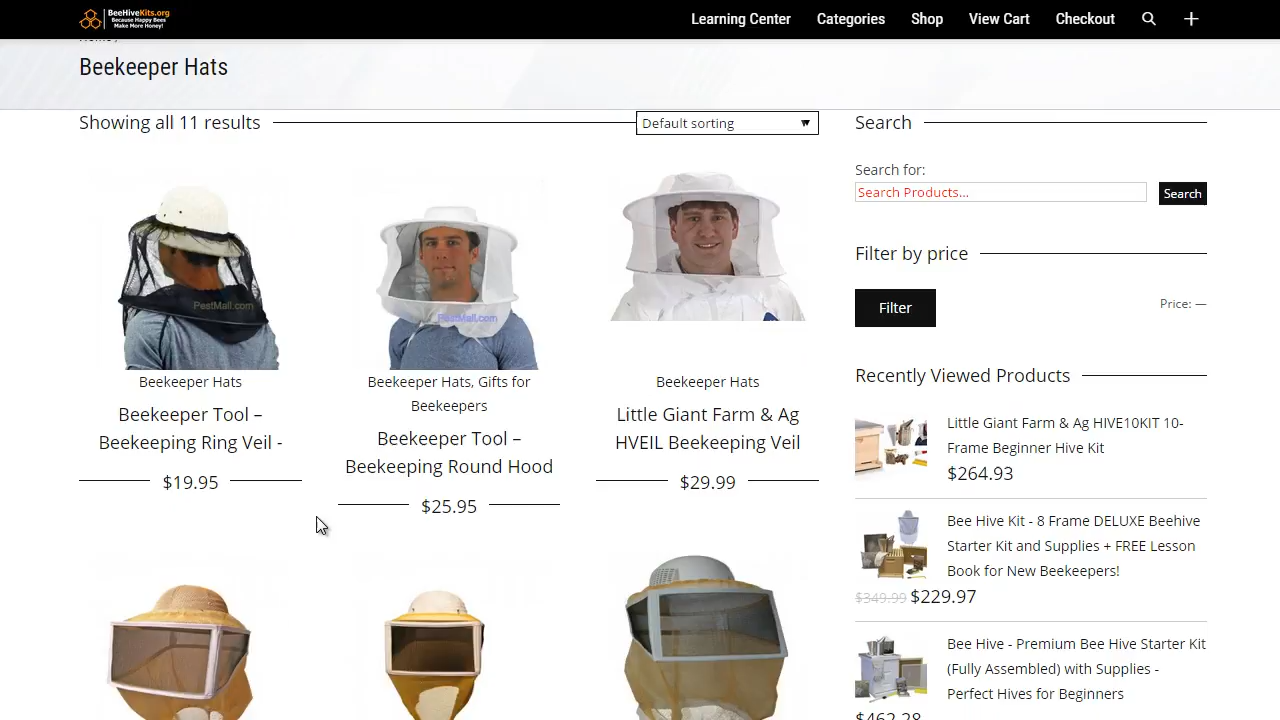 BeeHiveKits.org
Because Happy Bees
Make More Honey!
Learning Center
Categories
Shop
View Cart
Checkout
Beekeeper Hats
Showing all 11 results
Default sorting
PestMall.com
Beekeeper Hats
Beekeeper Tool –
Beekeeping Ring Veil -
$19.95
PestMall.com
Beekeeper Hats, Gifts for
Beekeepers
Beekeeper Tool –
Beekeeping Round Hood
$25.95
Beekeeper Hats
Little Giant Farm & Ag
HVEIL Beekeeping Veil
$29.99
Search
Search for:
Search Products...
Search
Filter by price
Filter
Price: —
Recently Viewed Products
Little Giant Farm & Ag HIVE10KIT 10-
Frame Beginner Hive Kit
$264.93
Bee Hive Kit - 8 Frame DELUXE Beehive
Starter Kit and Supplies + FREE Lesson
Book for New Beekeepers!
$349.99 $229.97
Bee Hive - Premium Bee Hive Starter Kit
(Fully Assembled) with Supplies -
Perfect Hives for Beginners
$462.28